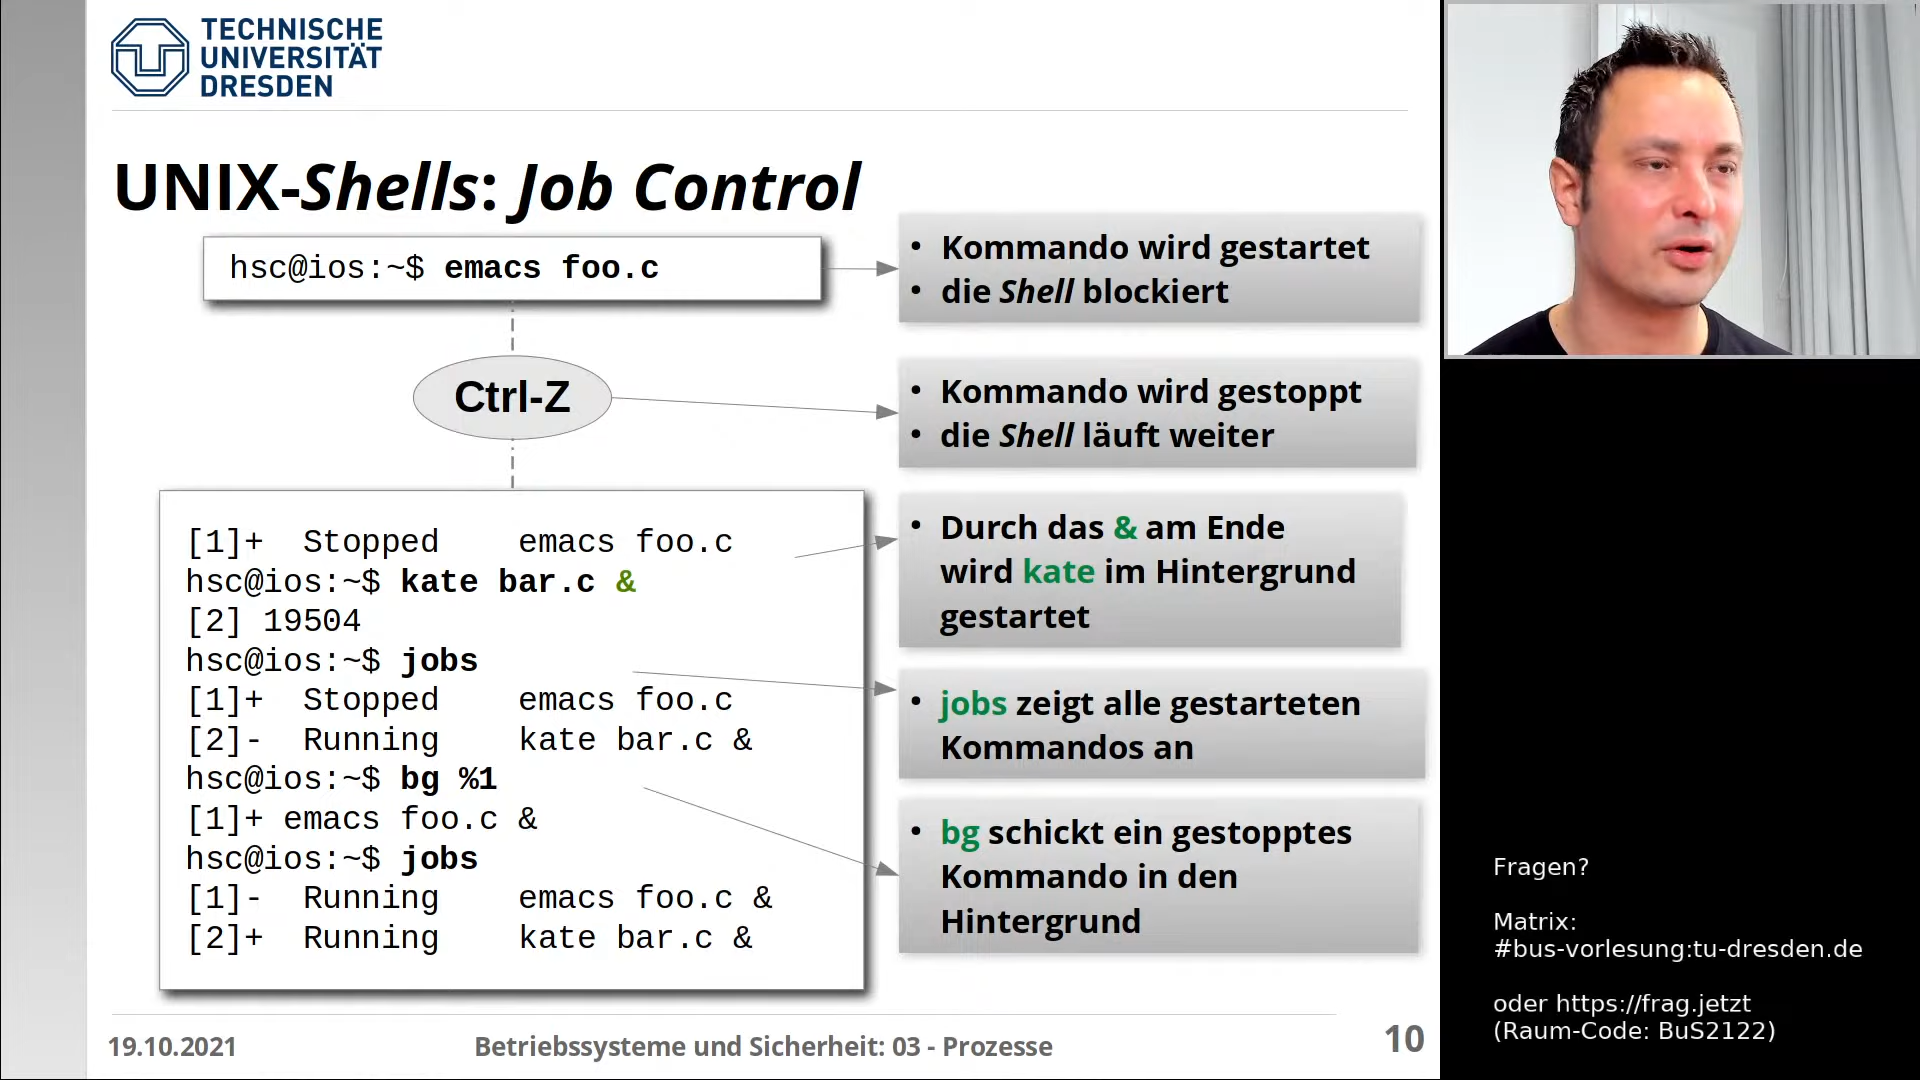 TECHNISCHE
UNIVERSITÄT
DRESDEN
UNIX-Shells: Job Control
hsc@ios:~$ emacs foo.c
• Kommando wird gestartet
• die Shell blockiert
Ctrl-Z
• Kommando wird gestoppt
• die Shell läuft weiter
[1]+  Stopped    emacs foo.c
hsc@ios:~$ kate bar.c &
[2] 19504
hsc@ios:~$ jobs
[1]+  Stopped    emacs foo.c
[2]-  Running    kate bar.c &
hsc@ios:~$ bg %1
[1]+ emacs foo.c &
hsc@ios:~$ jobs
[1]-  Running    emacs foo.c &
[2]+  Running    kate bar.c &
• Durch das & am Ende
wird kate im Hintergrund
gestartet
• jobs zeigt alle gestarteten
Kommandos an
• bg schickt ein gestopptes
Kommando in den
Hintergrund
19.10.2021
Betriebssysteme und Sicherheit: 03 - Prozesse
10
Fragen?
Matrix:
#bus-vorlesung:tu-dresden.de
oder https://frag.jetzt
(Raum-Code: BuS2122)